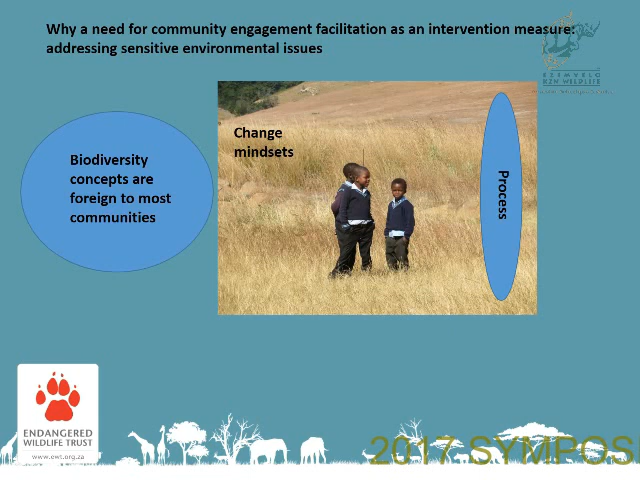 Why a need for community engagement facilitation as an intervention measure:
addressing sensitive environmental issues
EZEMVELO
KZN WILDLIFE
Biodiversity
concepts are
foreign to most
communities
Change
mindsets
Process
ENDANGERED
WILDLIFE TRUST
www.ewt.org.za
2017 SYMPOS